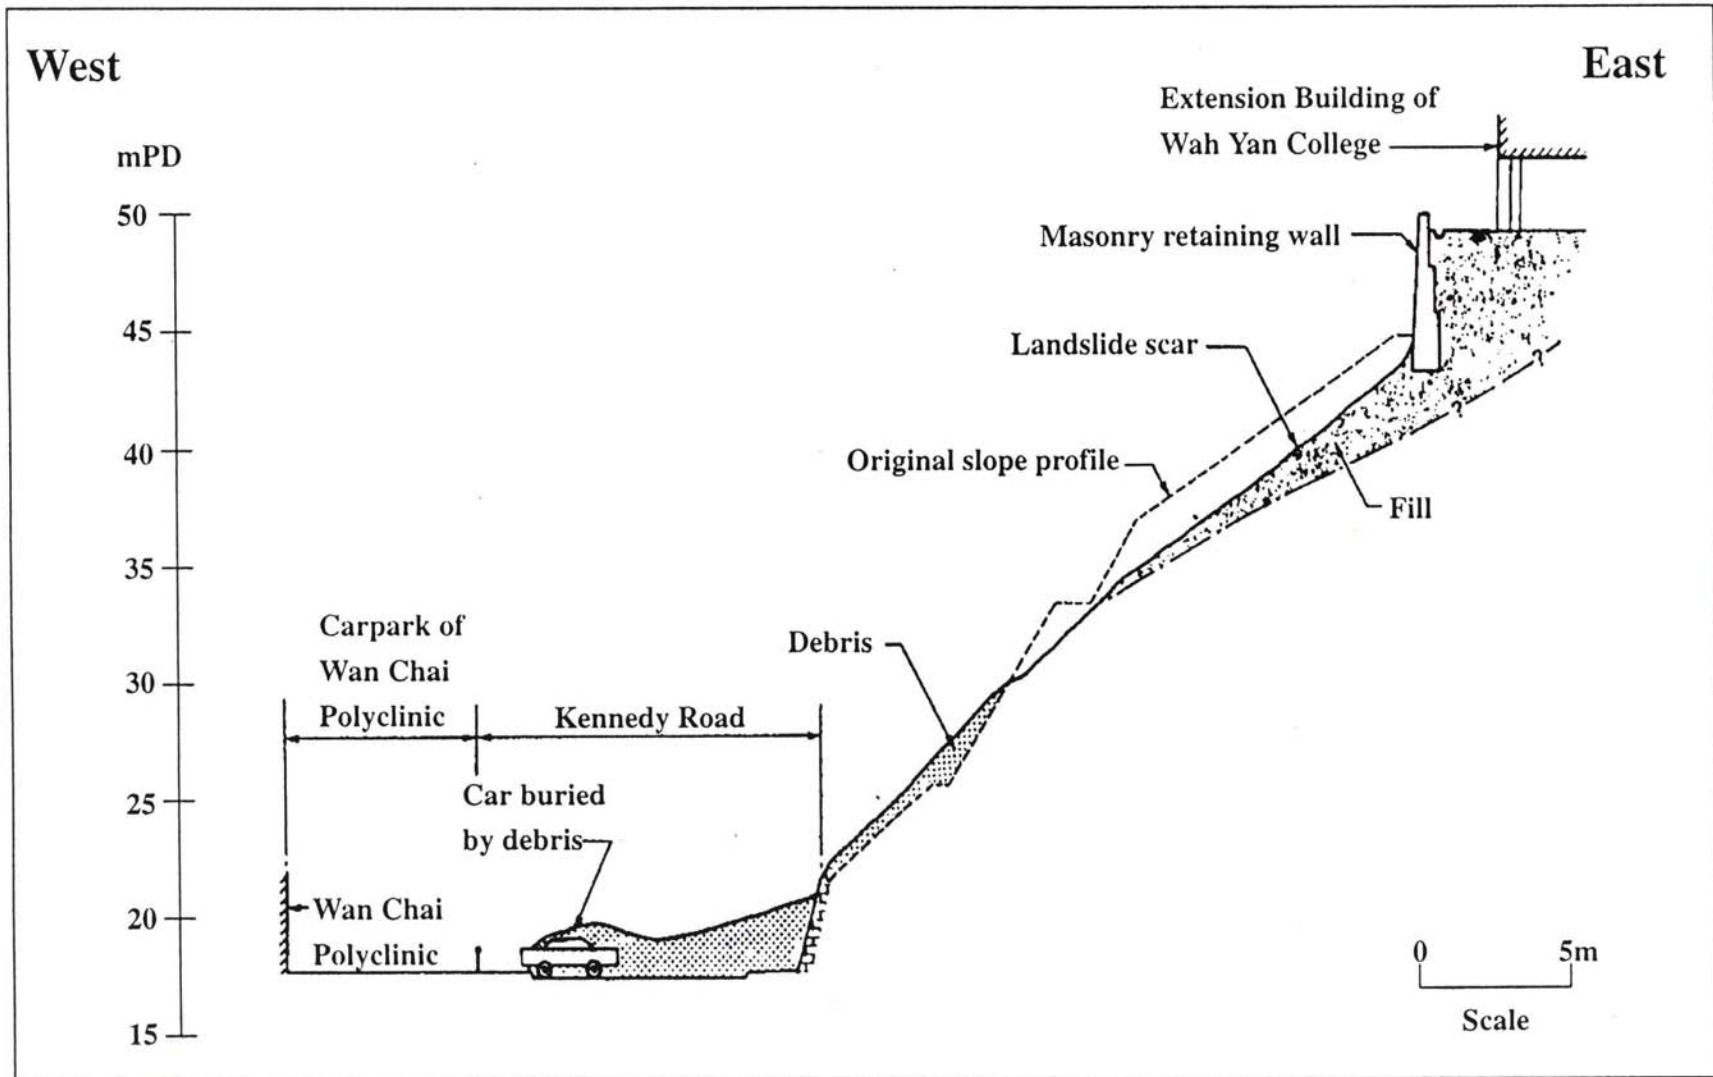 West
East
Extension Building of
Wah Yan College
mPD
50
Masonry retaining wall
45
Landslide scar
?
?
40
Original slope profile
Fill
35
Carpark of
Wan Chai
Polyclinic
Debris
30
Kennedy Road
25
Car buried
by debris
20
Wan Chai
Polyclinic
0 5m
Scale
15